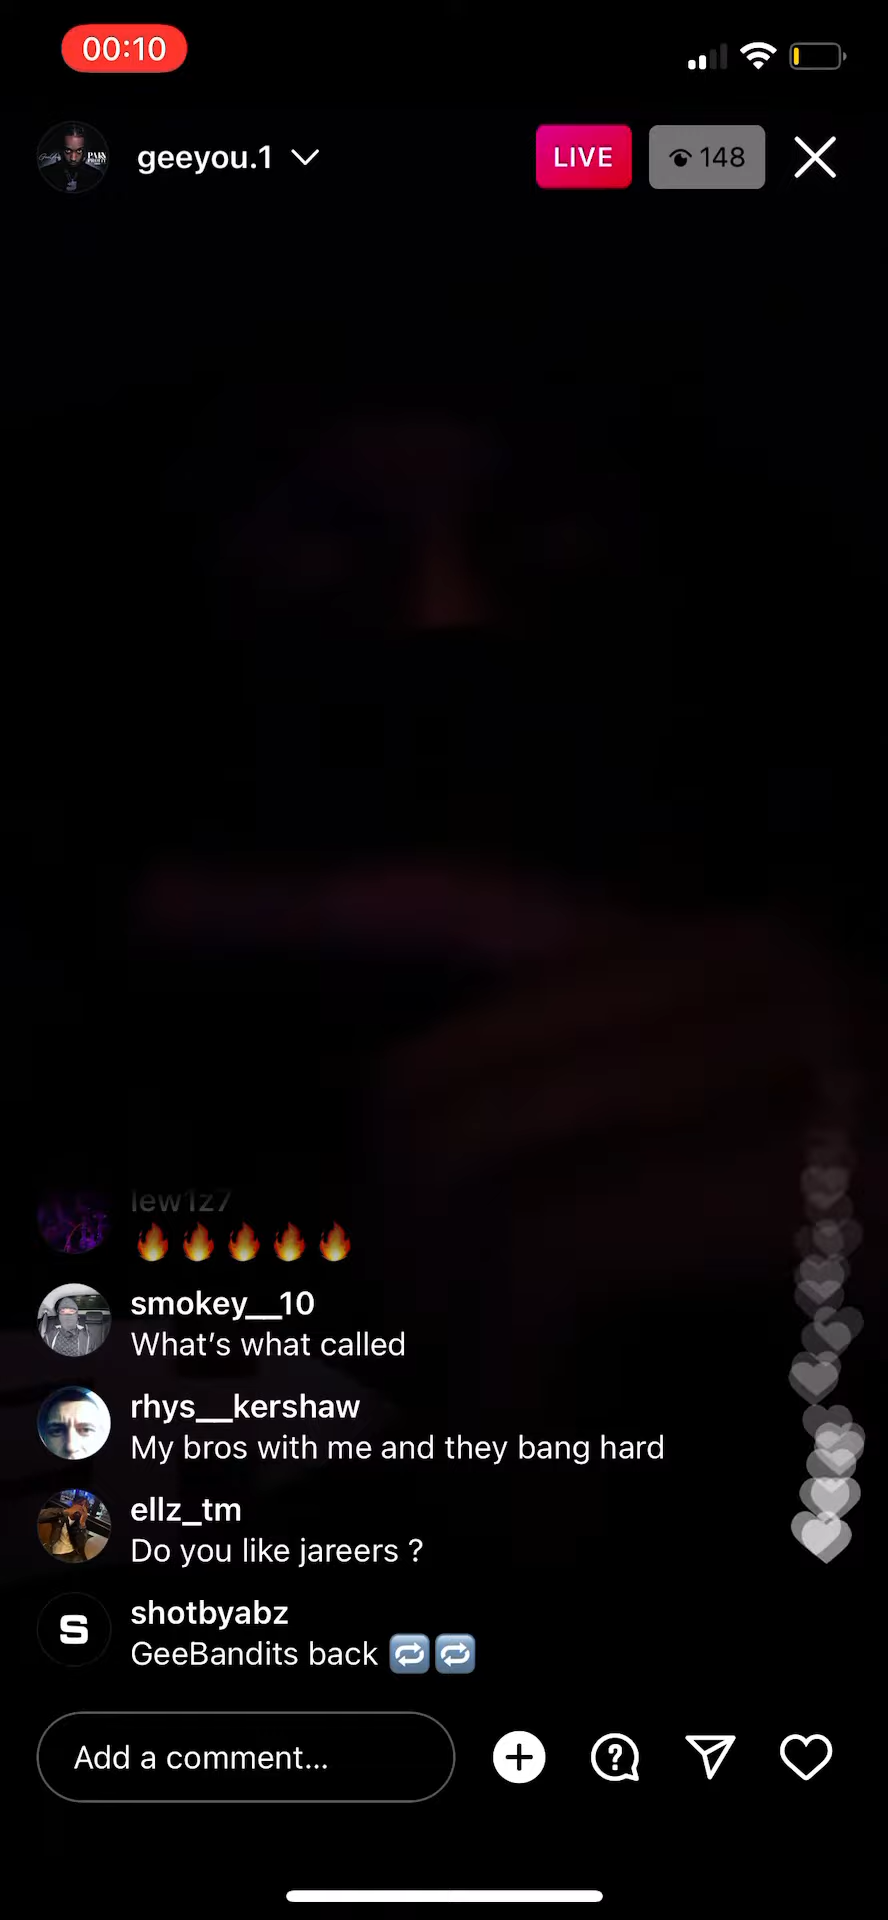 00:10
geeyou.1
LIVE
148
lew1z7
🔥🔥🔥🔥🔥
smokey__10
What's what called
rhys__kershaw
My bros with me and they bang hard
ellz_tm
Do you like jareers ?
S
shotbyabz
GeeBandits back 🔁🔁
Add a comment...